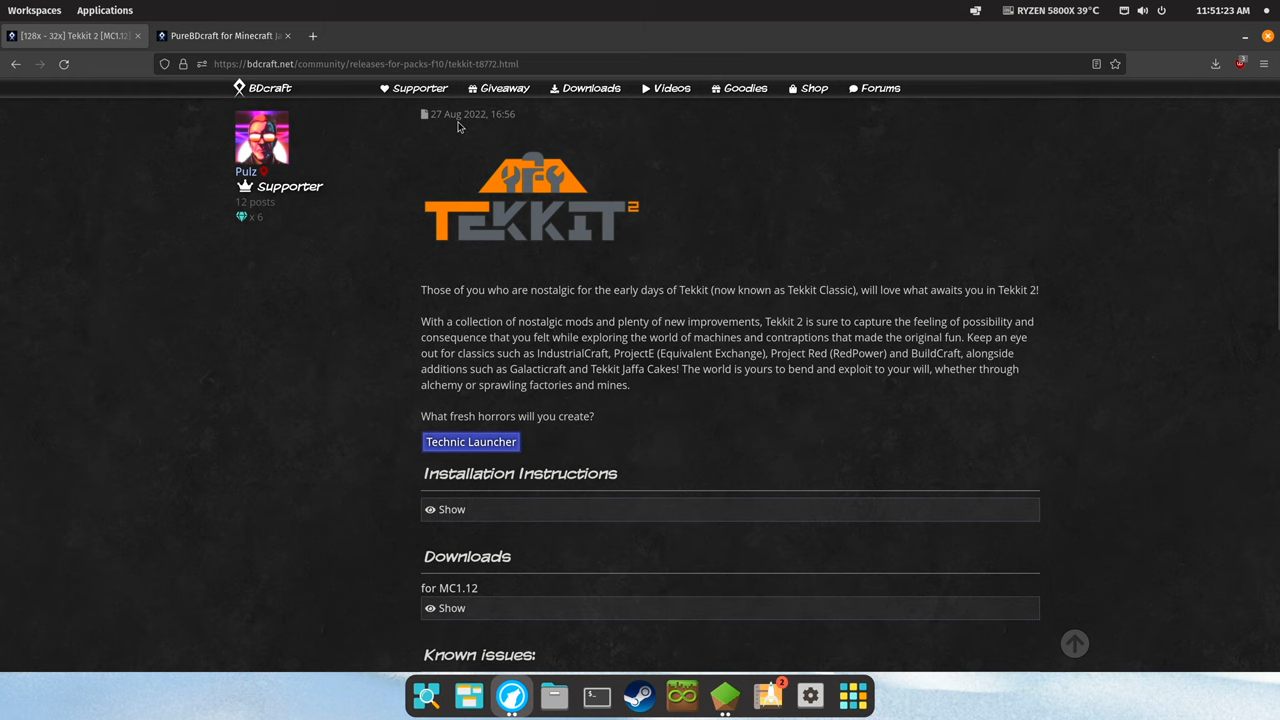 Workspaces Applications RYZEN 5800X 39°C 11:51:23 AM
[128x - 32x] Tekkit 2 [MC1.12] × PureBDcraft for Minecraft Ja × +
https://bdcraft.net/community/releases-for-packs-f10/tekkit-t8772.html 3
BDcraft Supporter Giveaway Downloads Videos Goodies Shop Forums
27 Aug 2022, 16:56
Pulz
Supporter
12 posts
x 6
TEKKIT 2
Those of you who are nostalgic for the early days of Tekkit (now known as Tekkit Classic), will love what awaits you in Tekkit 2!
With a collection of nostalgic mods and plenty of new improvements, Tekkit 2 is sure to capture the feeling of possibility and
consequence that you felt while exploring the world of machines and contraptions that made the original fun. Keep an eye
out for classics such as IndustrialCraft, ProjectE (Equivalent Exchange), Project Red (RedPower) and BuildCraft, alongside
additions such as Galacticraft and Tekkit Jaffa Cakes! The world is yours to bend and exploit to your will, whether through
alchemy or sprawling factories and mines.
What fresh horrors will you create?
Technic Launcher
Installation Instructions
Show
Downloads
for MC1.12
Show
Known issues:
2